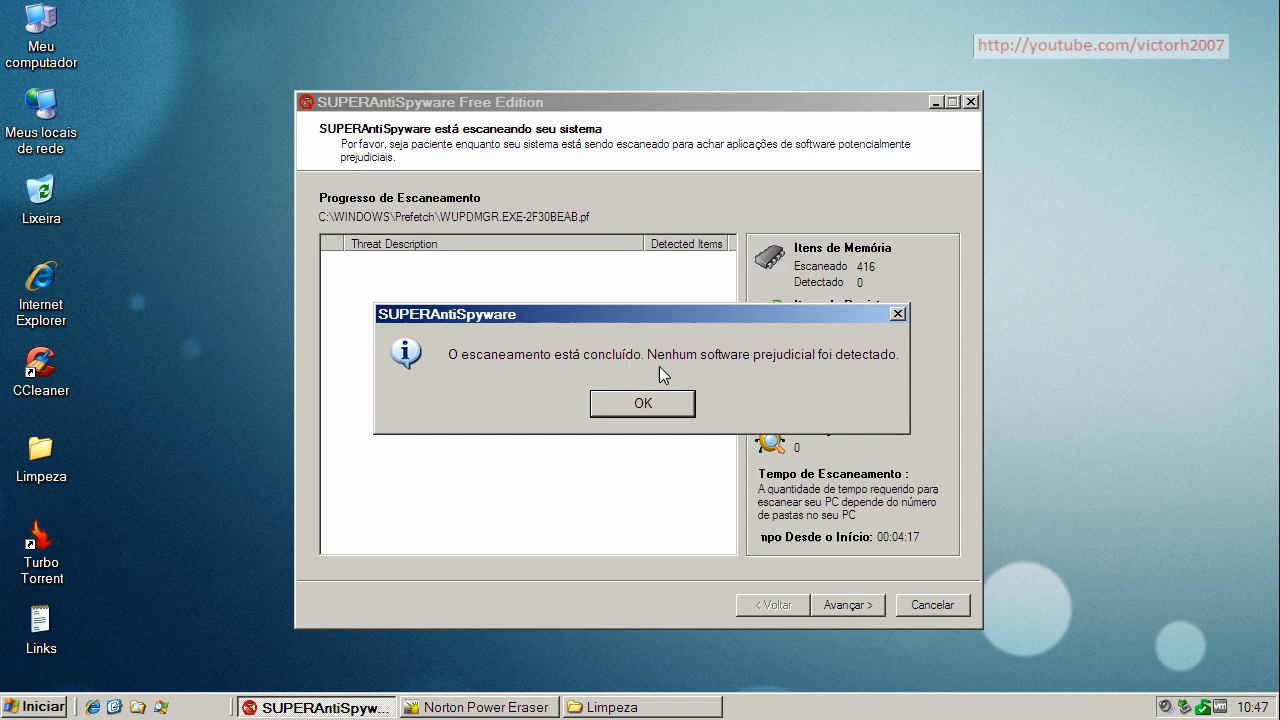 Meu
computador
http://youtube.com/victorh2007
SUPERAntiSpyware Free Edition
SUPERAntiSpyware está escaneando seu sistema
Por favor, seja paciente enquanto seu sistema está sendo escaneado para achar aplicações de software potencialmente
prejudiciais.
Meus locais
de rede
Progresso de Escaneamento
C:\WINDOWS\Prefetch\WUPDMGR.EXE-2F30BEAB.pf
Lixeira
Threat Description
Detected Items
Itens de Memória
Escaneado 416
Detectado 0
Internet
Explorer
SUPERAntiSpyware
O escaneamento está concluído. Nenhum software prejudicial foi detectado.
OK
CCleaner
0
Limpeza
Tempo de Escaneamento :
A quantidade de tempo requerido para
escanear seu PC depende do número
de pastas no seu PC
npo Desde o Início: 00:04:17
Turbo
Torrent
< Voltar
Avançar >
Cancelar
Links
Iniciar
SUPERAntiSpyw...
Norton Power Eraser
Limpeza
10:47